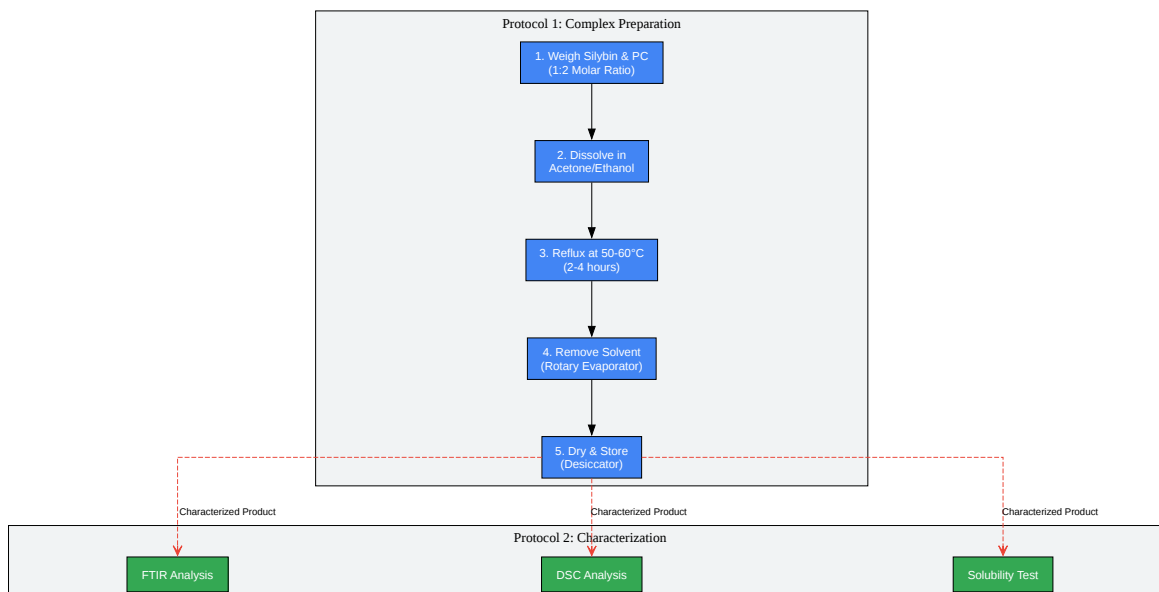 Protocol 1: Complex Preparation
1. Weigh Silybin & PC
(1:2 Molar Ratio)
2. Dissolve in
Acetone/Ethanol
3. Reflux at 50-60°C
(2-4 hours)
4. Remove Solvent
(Rotary Evaporator)
5. Dry & Store
(Desiccator)
Characterized Product
Characterized Product
Characterized Product
Protocol 2: Characterization
FTIR Analysis
DSC Analysis
Solubility Test